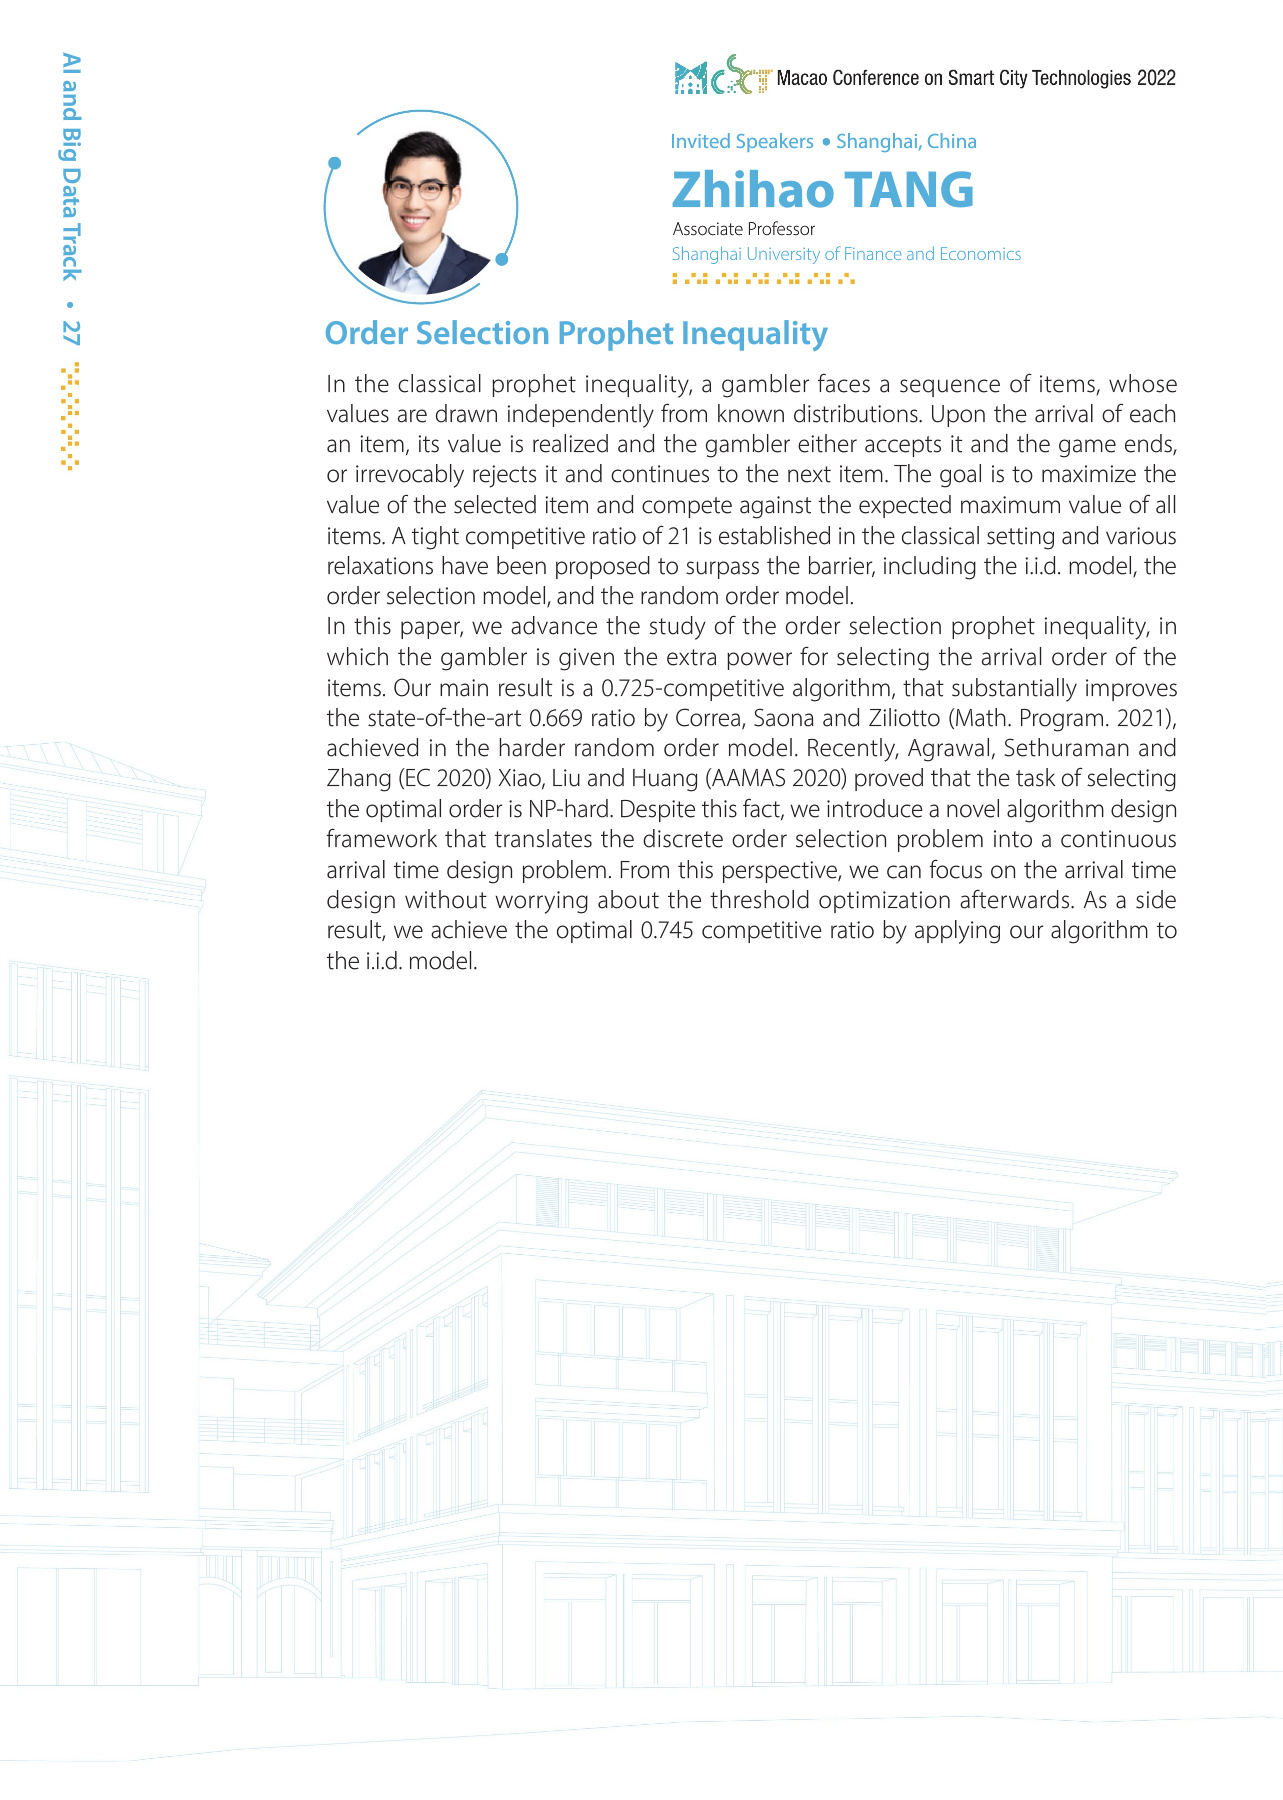 AI and Big Data Track • 27
MCSCT Macao Conference on Smart City Technologies 2022
Invited Speakers • Shanghai, China
Zhihao TANG
Associate Professor
Shanghai University of Finance and Economics
Order Selection Prophet Inequality
In the classical prophet inequality, a gambler faces a sequence of items, whose
values are drawn independently from known distributions. Upon the arrival of each
an item, its value is realized and the gambler either accepts it and the game ends,
or irrevocably rejects it and continues to the next item. The goal is to maximize the
value of the selected item and compete against the expected maximum value of all
items. A tight competitive ratio of 21 is established in the classical setting and various
relaxations have been proposed to surpass the barrier, including the i.i.d. model, the
order selection model, and the random order model.
In this paper, we advance the study of the order selection prophet inequality, in
which the gambler is given the extra power for selecting the arrival order of the
items. Our main result is a 0.725-competitive algorithm, that substantially improves
the state-of-the-art 0.669 ratio by Correa, Saona and Ziliotto (Math. Program. 2021),
achieved in the harder random order model. Recently, Agrawal, Sethuraman and
Zhang (EC 2020) Xiao, Liu and Huang (AAMAS 2020) proved that the task of selecting
the optimal order is NP-hard. Despite this fact, we introduce a novel algorithm design
framework that translates the discrete order selection problem into a continuous
arrival time design problem. From this perspective, we can focus on the arrival time
design without worrying about the threshold optimization afterwards. As a side
result, we achieve the optimal 0.745 competitive ratio by applying our algorithm to
the i.i.d. model.